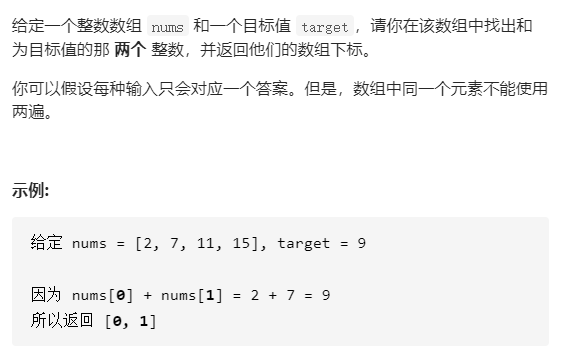 给定一个整数数组 nums 和一个目标值 target，请你在该数组中找出和
为目标值的那 两个 整数，并返回他们的数组下标。
你可以假设每种输入只会对应一个答案。但是，数组中同一个元素不能使用
两遍。
示例:
给定 nums = [2, 7, 11, 15], target = 9
因为 nums[0] + nums[1] = 2 + 7 = 9
所以返回 [0, 1]